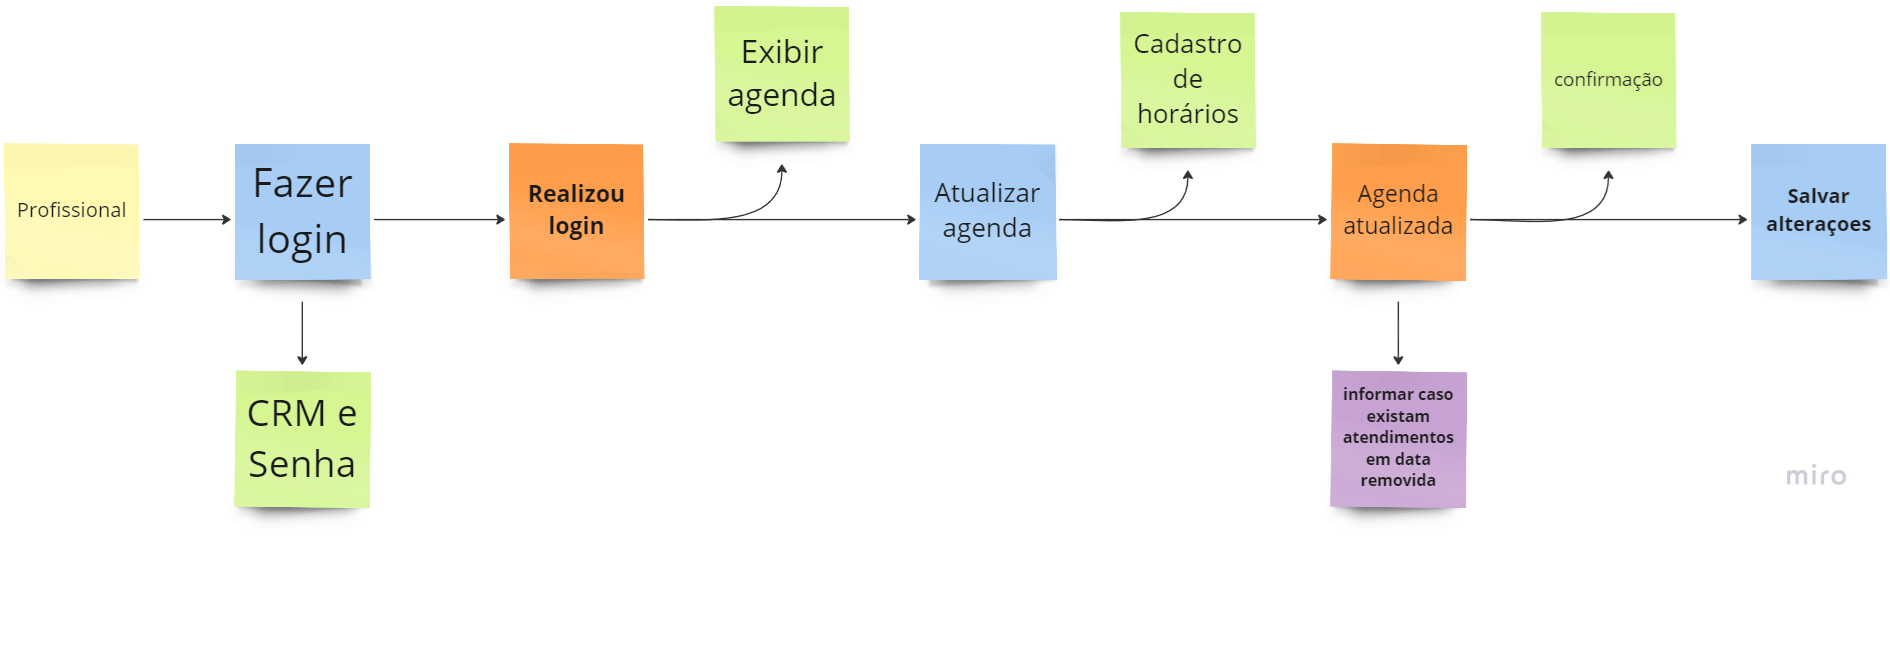 Exibir
agenda
Cadastro
de
horários
confirmação
Profissional
Fazer
login
Realizou
login
Atualizar
agenda
Agenda
atualizada
Salvar
alteraçoes
CRM e
Senha
informar caso
existam
atendimentos
em data
removida
miro